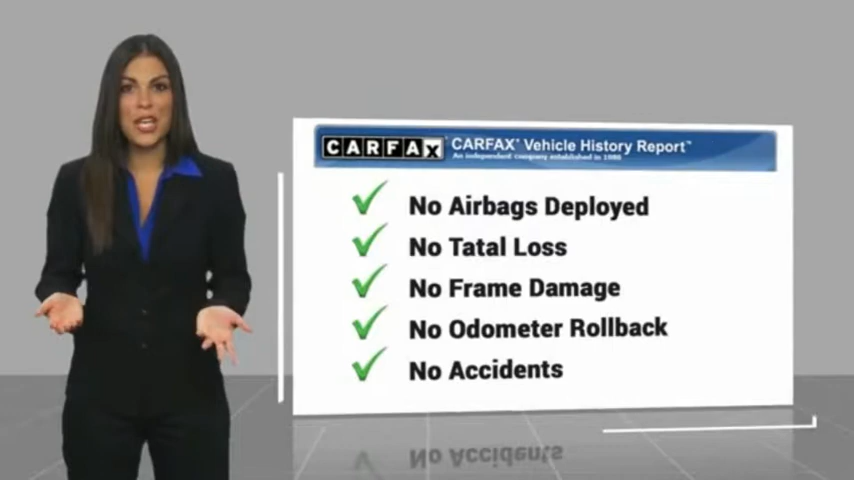 CARFAX CARFAX Vehicle History Report™
An independent company established in 1986
No Airbags Deployed
No Tatal Loss
No Frame Damage
No Odometer Rollback
No Accidents
No Accidents